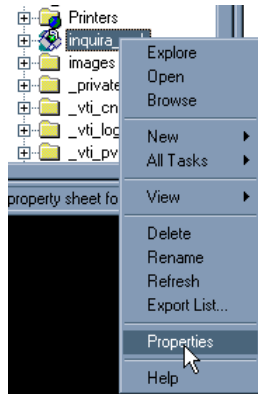 Printers
inquira_
images
_private
_vti_cn
_vti_log
_vti_pv
property sheet fo
Explore
Open
Browse
New
All Tasks
View
Delete
Rename
Refresh
Export List...
Properties
Help